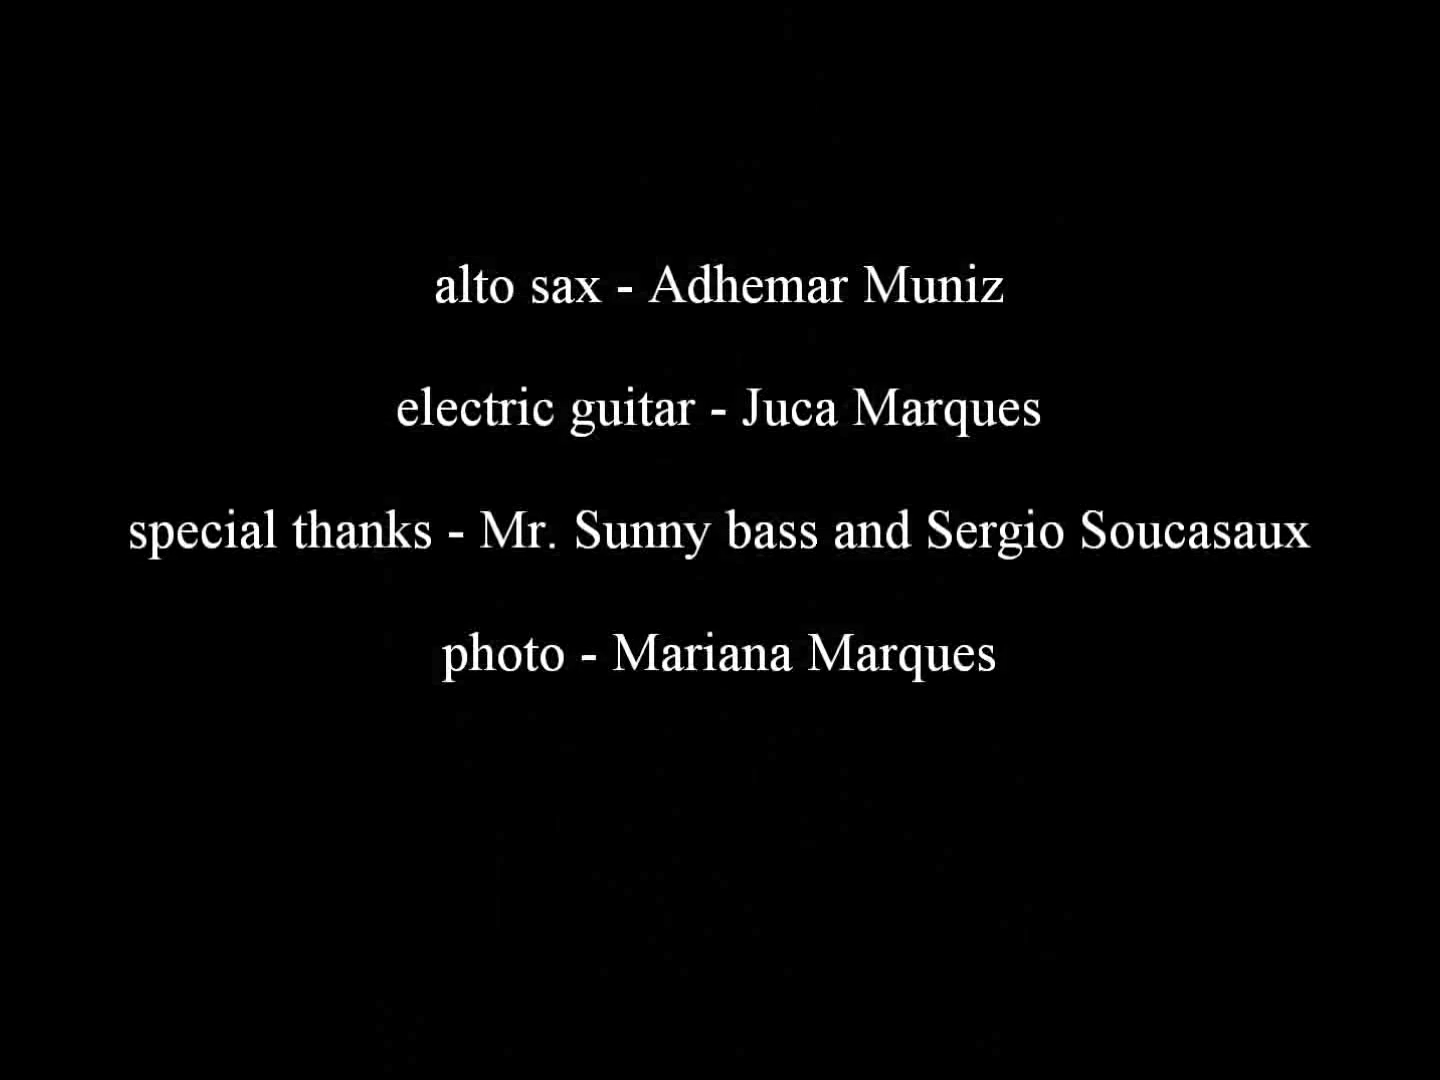 alto sax - Adhemar Muniz
electric guitar - Juca Marques
special thanks - Mr. Sunny bass and Sergio Soucasaux
photo - Mariana Marques